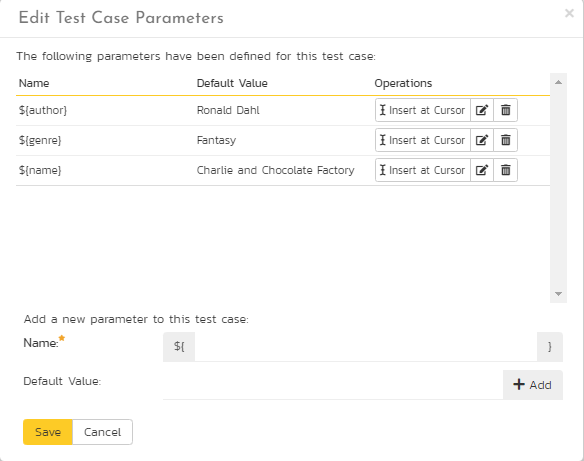 Edit Test Case Parameters ×
The following parameters have been defined for this test case:
Name Default Value Operations
${author} Ronald Dahl Insert at Cursor
${genre} Fantasy Insert at Cursor
${name} Charlie and Chocolate Factory Insert at Cursor
Add a new parameter to this test case:
Name:* ${ }
Default Value: + Add
Save Cancel